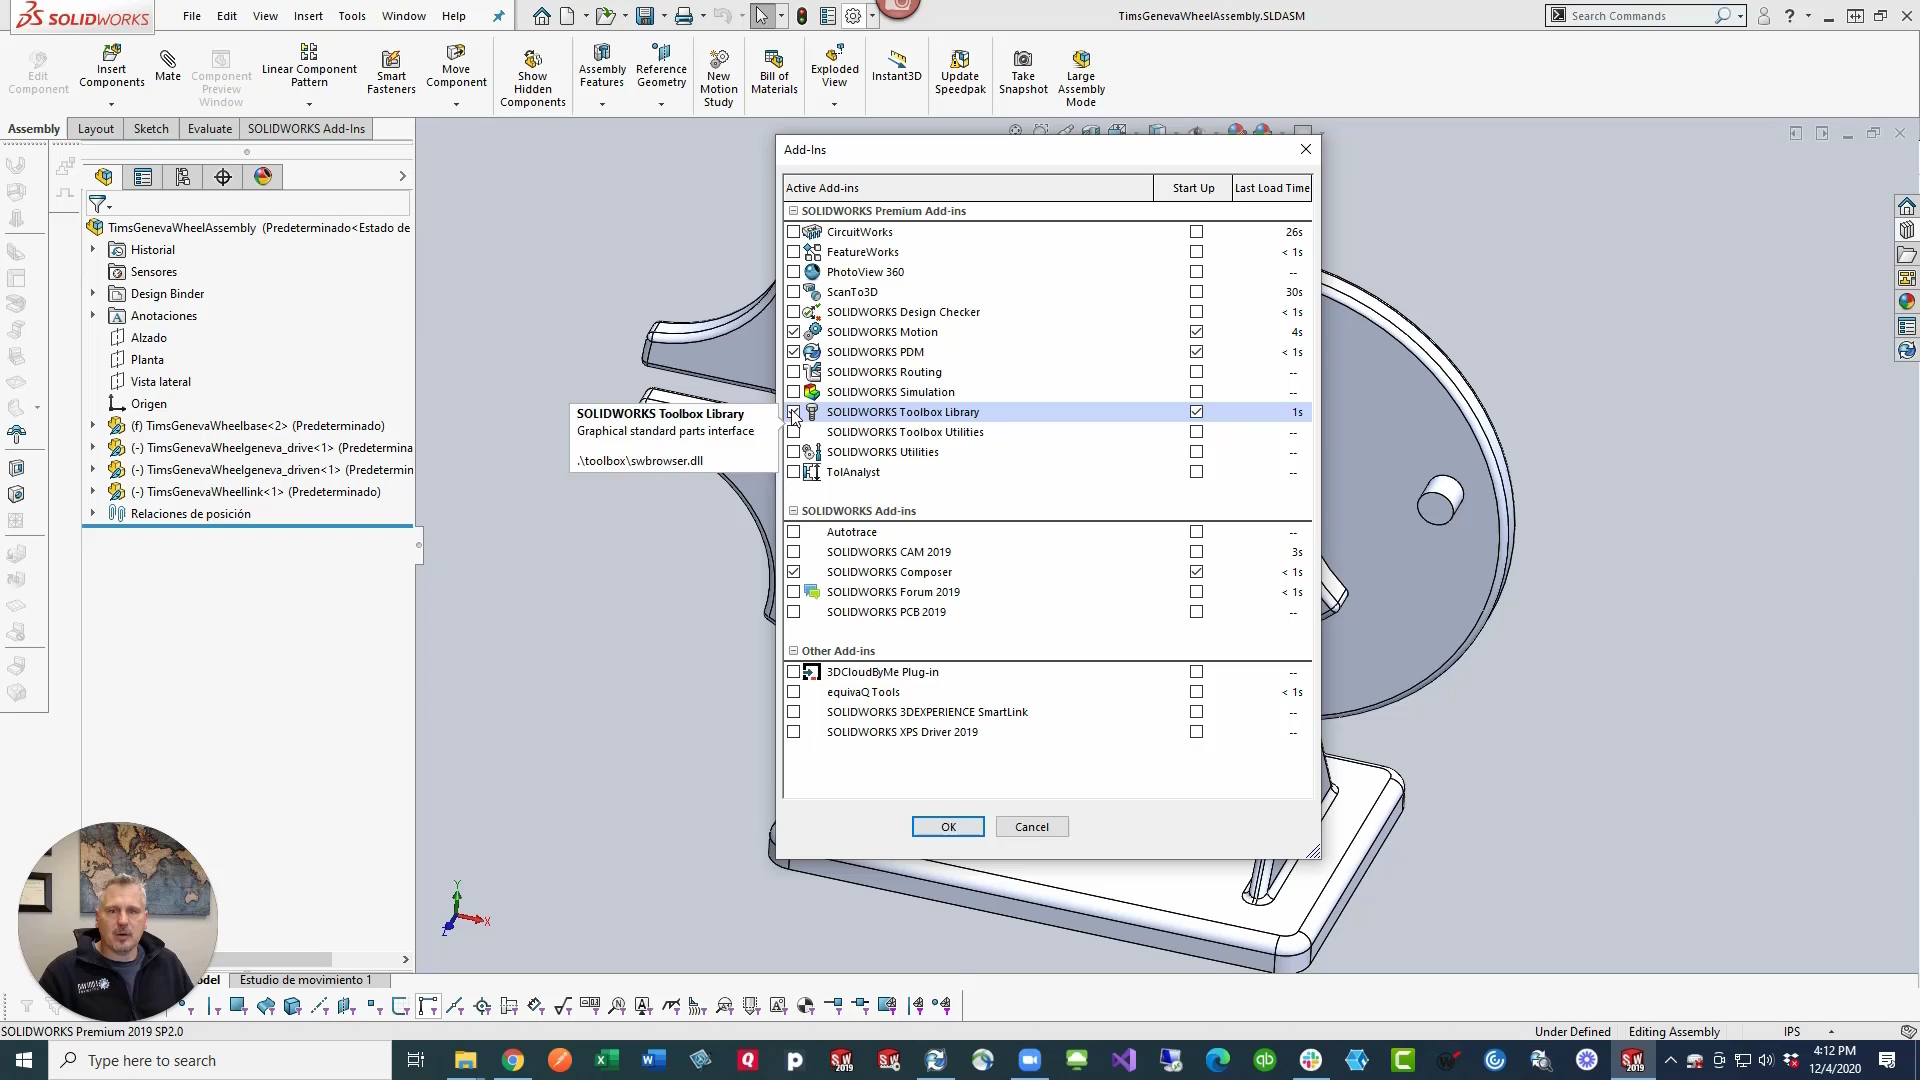 SOLIDWORKS File Edit View Insert Tools Window Help TimsGenevaWheelAssembly.SLDASM Search Commands
Edit Component
Insert Components
Mate
Component Preview Window
Linear Component Pattern
Smart Fasteners
Move Component
Show Hidden Components
Assembly Features
Reference Geometry
New Motion Study
Bill of Materials
Exploded View
Instant3D
Update Speedpak
Take Snapshot
Large Assembly Mode
Assembly Layout Sketch Evaluate SOLIDWORKS Add-Ins
TimsGenevaWheelAssembly (Predeterminado<Estado de
Historial
Sensores
Design Binder
Anotaciones
Alzado
Planta
Vista lateral
Origen
(f) TimsGenevaWheelbase<2> (Predeterminado)
(-) TimsGenevaWheelgeneva_drive<1> (Predetermina
(-) TimsGenevaWheelgeneva_driven<1> (Predetermin
(-) TimsGenevaWheellink<1> (Predeterminado)
Relaciones de posición
Add-Ins
Active Add-ins Start Up Last Load Time
SOLIDWORKS Premium Add-ins
CircuitWorks 26s
FeatureWorks < 1s
PhotoView 360 --
ScanTo3D 30s
SOLIDWORKS Design Checker < 1s
SOLIDWORKS Motion 4s
SOLIDWORKS PDM < 1s
SOLIDWORKS Routing --
SOLIDWORKS Simulation --
SOLIDWORKS Toolbox Library 1s
SOLIDWORKS Toolbox Utilities --
SOLIDWORKS Utilities --
TolAnalyst --
SOLIDWORKS Add-ins
Autotrace --
SOLIDWORKS CAM 2019 3s
SOLIDWORKS Composer < 1s
SOLIDWORKS Forum 2019 < 1s
SOLIDWORKS PCB 2019 --
Other Add-ins
3DCloudByMe Plug-in --
equivaQ Tools < 1s
SOLIDWORKS 3DEXPERIENCE SmartLink --
SOLIDWORKS XPS Driver 2019 --
OK Cancel
SOLIDWORKS Toolbox Library
Graphical standard parts interface
.\toolbox\swbrowser.dll
Y
X
Z
odel Estudio de movimiento 1
SOLIDWORKS Premium 2019 SP2.0 Under Defined Editing Assembly IPS
Type here to search
4:12 PM
12/4/2020